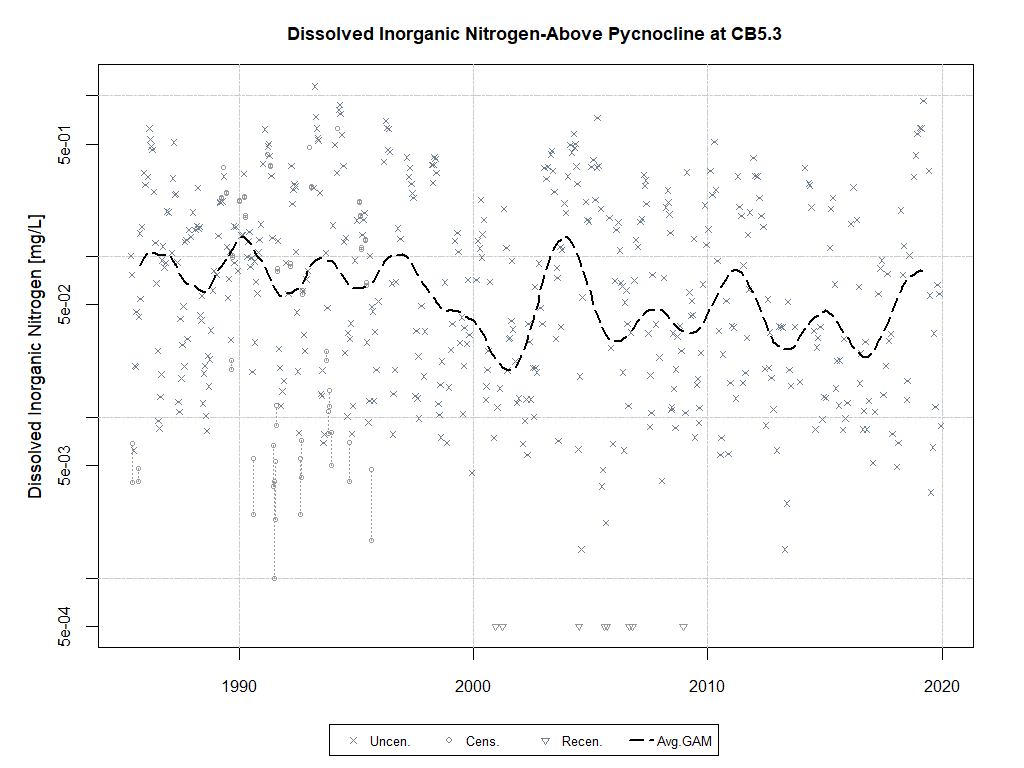 Dissolved Inorganic Nitrogen-Above Pycnocline at CB5.3
Dissolved Inorganic Nitrogen [mg/L]
5e-01
5e-02
5e-03
5e-04
1990 2000 2010 2020
Uncen. Cens. Recen. Avg.GAM